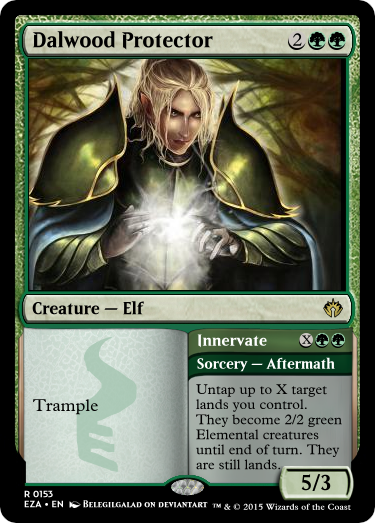 Dalwood Protector 2
Creature — Elf
Innervate X
Sorcery — Aftermath
Trample
Untap up to X target
lands you control.
They become 2/2 green
Elemental creatures
until end of turn. They
are still lands.
5/3
R 0153
EZA • EN Belegilgalad on deviantart ™ & © 2015 Wizards of the Coast